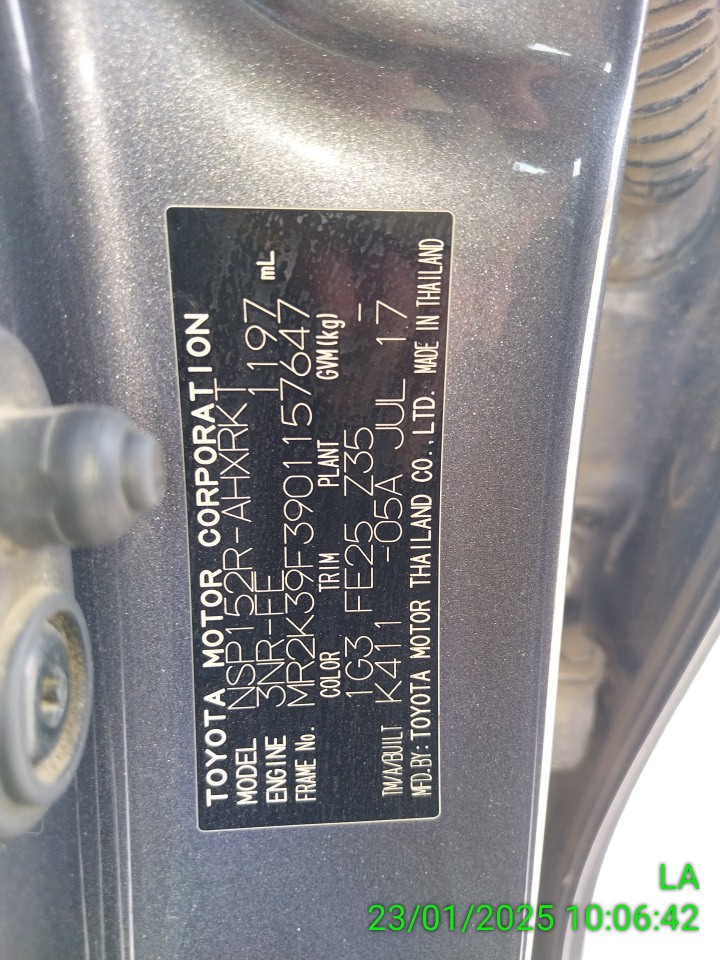 TOYOTA MOTOR CORPORATION
MODEL NSP152R-AHXRKT
ENGINE 3NR-FE 1197 mL
FRAME No. MR2K39F3901157647
COLOR TRIM PLANT GVM(kg)
1G3 FE25 Z35 -
TM/A/BUILT K411 -05A JUL 17
MFD.BY:TOYOTA MOTOR THAILAND CO.,LTD. MADE IN THAILAND
LA
23/01/2025 10:06:42